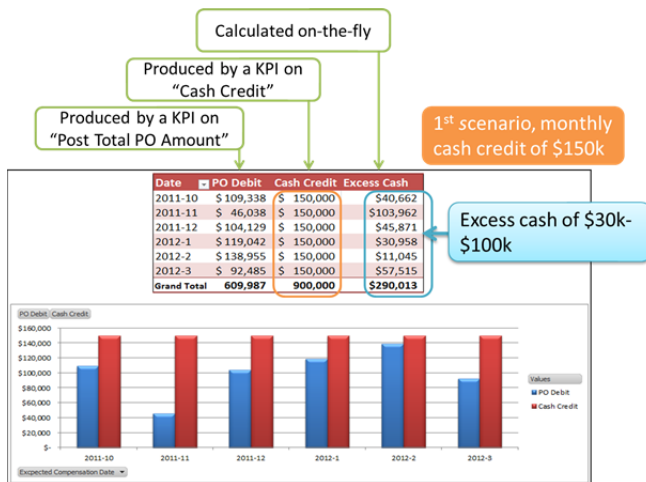 Calculated on-the-fly
Produced by a KPI on
“Cash Credit”
Produced by a KPI on
“Post Total PO Amount”
1st scenario, monthly
cash credit of $150k
Date PO Debit Cash Credit Excess Cash
2011-10 $ 109,338 $ 150,000 $40,662
2011-11 $ 46,038 $ 150,000 $103,962
2011-12 $ 104,129 $ 150,000 $45,871
2012-1 $ 119,042 $ 150,000 $30,958
2012-2 $ 138,955 $ 150,000 $11,045
2012-3 $ 92,485 $ 150,000 $57,515
Grand Total 609,987 900,000 $290,013
Excess cash of $30k-
$100k
PO Debit Cash Credit
$160,000
$140,000
$120,000
$100,000
$80,000
$60,000
$40,000
$20,000
$-
2011-10 2011-11 2011-12 2012-1 2012-2 2012-3
Values
PO Debit
Cash Credit
Excpected Compensation Date